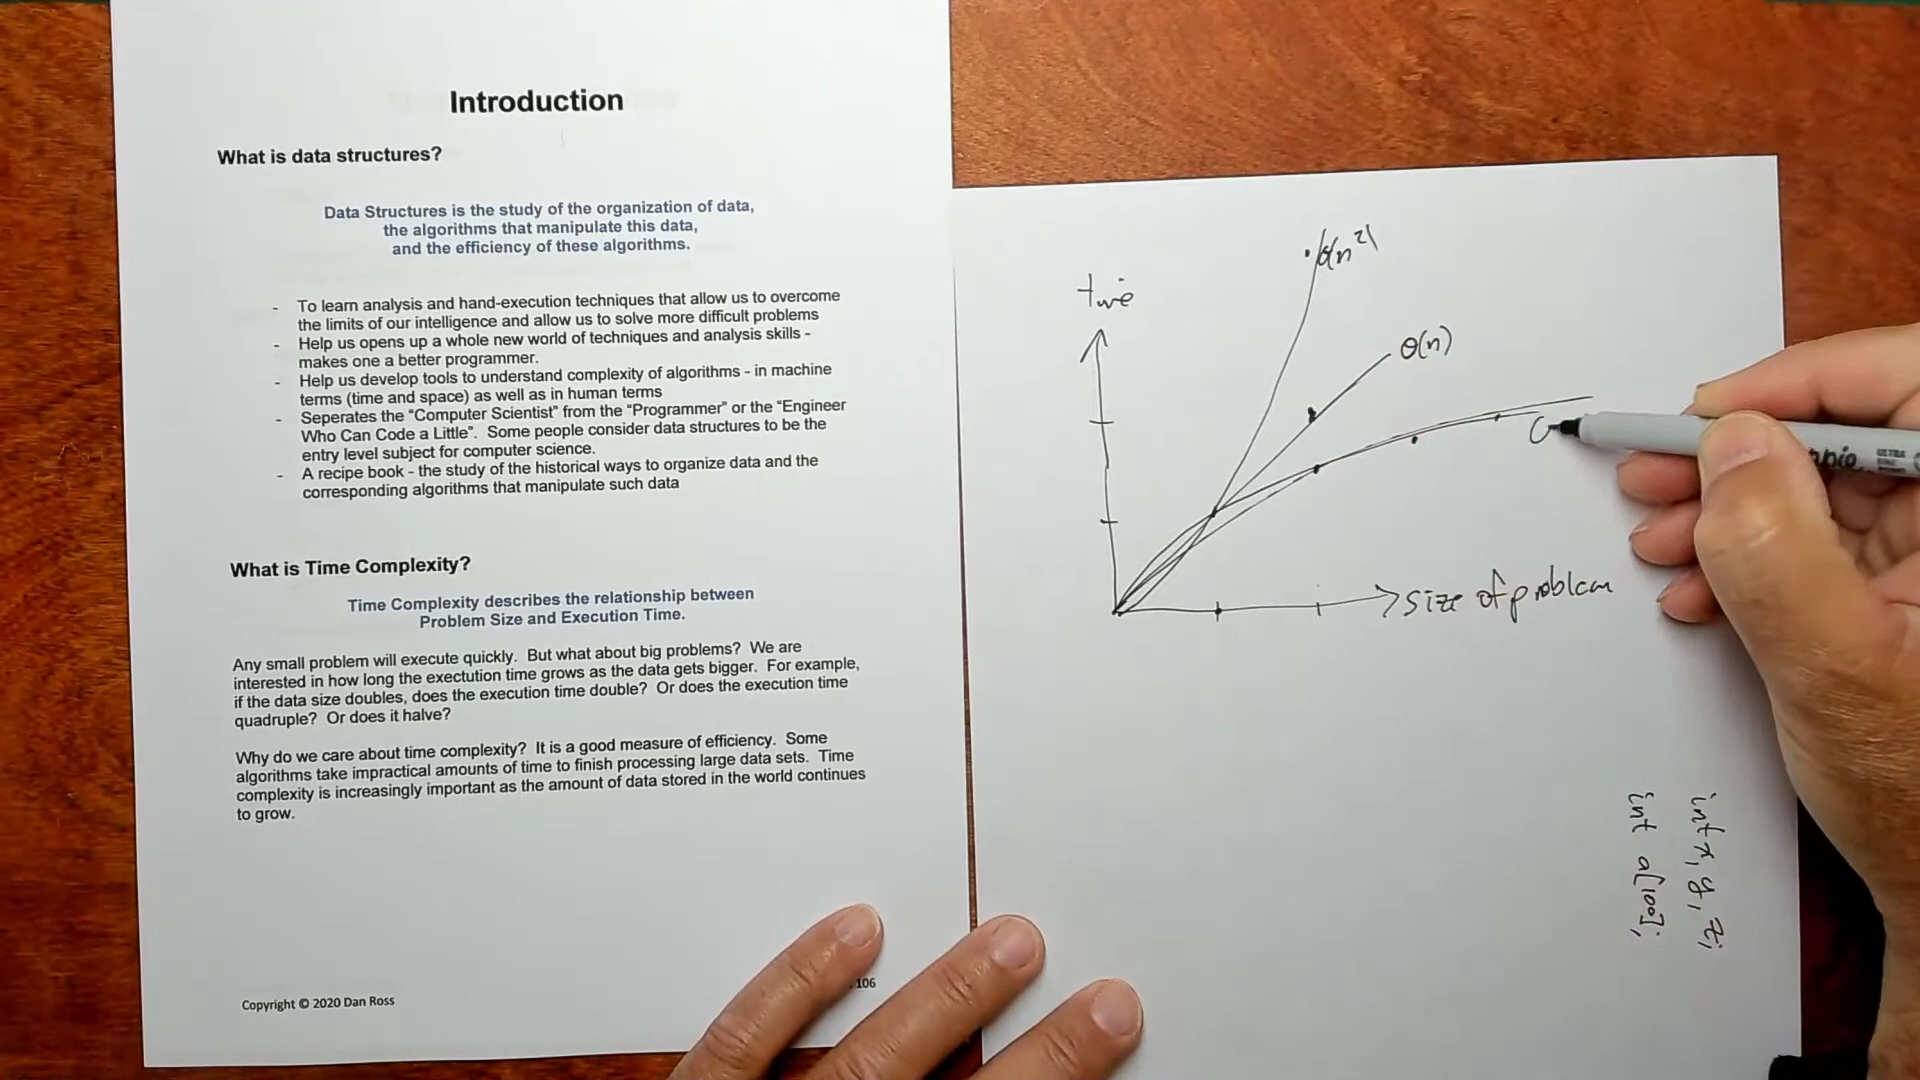 Introduction
What is data structures?
Data Structures is the study of the organization of data,
the algorithms that manipulate this data,
and the efficiency of these algorithms.
- To learn analysis and hand-execution techniques that allow us to overcome
the limits of our intelligence and allow us to solve more difficult problems
- Help us opens up a whole new world of techniques and analysis skills -
makes one a better programmer.
- Help us develop tools to understand complexity of algorithms - in machine
terms (time and space) as well as in human terms
- Seperates the “Computer Scientist” from the “Programmer” or the “Engineer
Who Can Code a Little”. Some people consider data structures to be the
entry level subject for computer science.
- A recipe book - the study of the historical ways to organize data and the
corresponding algorithms that manipulate such data
What is Time Complexity?
Time Complexity describes the relationship between
Problem Size and Execution Time.
Any small problem will execute quickly. But what about big problems? We are
interested in how long the exectution time grows as the data gets bigger. For example,
if the data size doubles, does the execution time double? Or does the execution time
quadruple? Or does it halve?
Why do we care about time complexity? It is a good measure of efficiency. Some
algorithms take impractical amounts of time to finish processing large data sets. Time
complexity is increasingly important as the amount of data stored in the world continues
to grow.
Copyright © 2020 Dan Ross
106
time
θ(n²)
θ(n)
size of problem
int x, y, z;
int a[100];
ULTRA